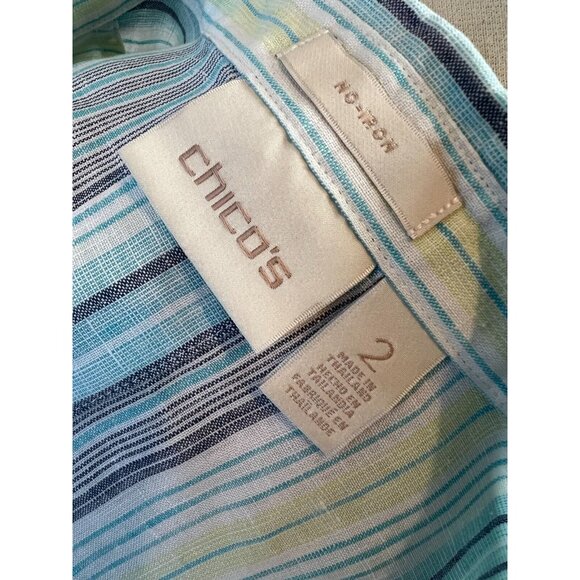 NO-IRON
chico's
2
MADE IN
THAILAND
HECHO EN
TAILANDIA
FABRIQUÉ EN
THAÏLANDE